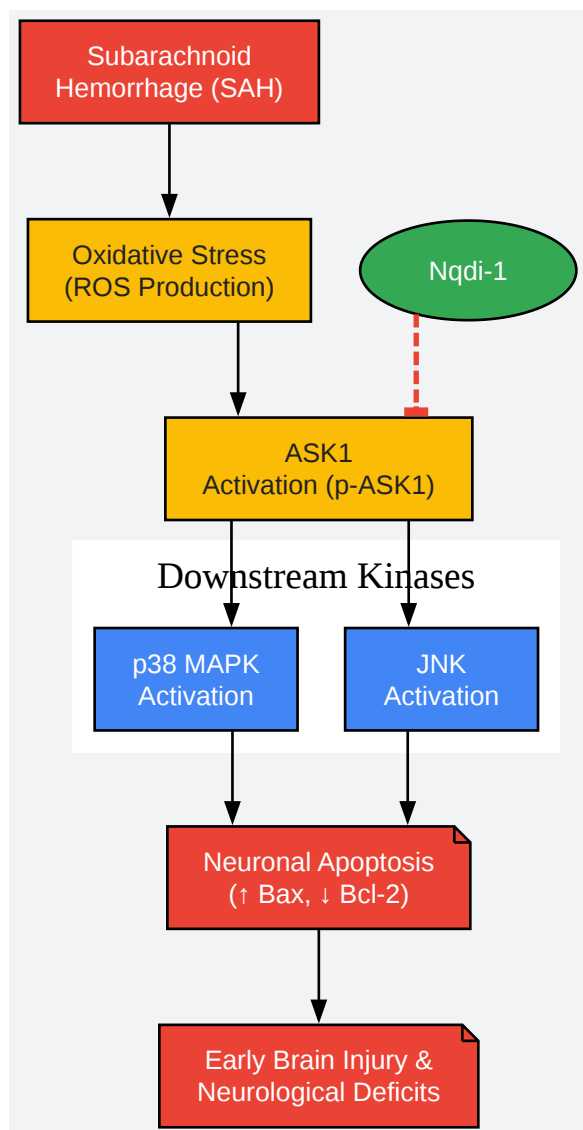 Subarachnoid
Hemorrhage (SAH)
Oxidative Stress
(ROS Production)
Nqdi-1
ASK1
Activation (p-ASK1)
Downstream Kinases
p38 MAPK
Activation
JNK
Activation
Neuronal Apoptosis
(↑ Bax, ↓ Bcl-2)
Early Brain Injury &
Neurological Deficits